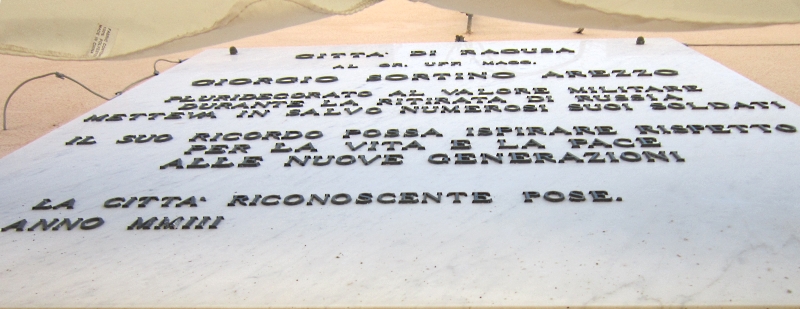 CITTA' DI RAGUSA
AL GR. UFF. MAGG.
GIORGIO SORTINO AREZZO
PLURIDECORATO AL VALORE MILITARE
DURANTE LA RITIRATA DI RUSSIA
METTEVA IN SALVO NUMEROSI SUOI SOLDATI
IL SUO RICORDO POSSA ISPIRARE RISPETTO
PER LA VITA E LA PACE
ALLE NUOVE GENERAZIONI
LA CITTA' RICONOSCENTE POSE.
ANNO MMIII